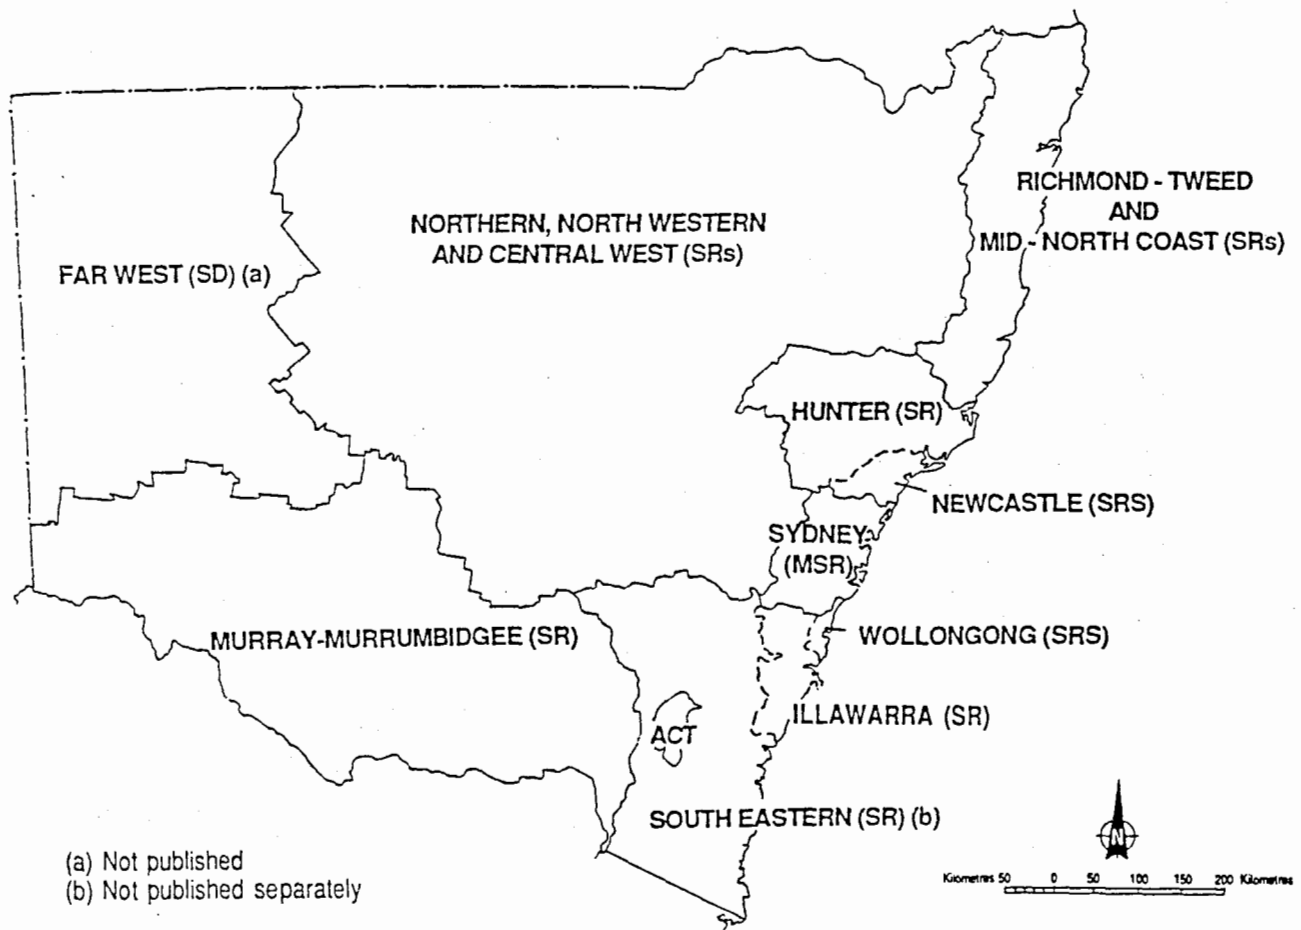 RICHMOND - TWEED
AND
MID - NORTH COAST (SRs)
NORTHERN, NORTH WESTERN
AND CENTRAL WEST (SRs)
FAR WEST (SD) (a)
HUNTER (SR)
NEWCASTLE (SRS)
SYDNEY
(MSR)
MURRAY-MURRUMBIDGEE (SR)
WOLLONGONG (SRS)
ILLAWARRA (SR)
ACT
SOUTH EASTERN (SR) (b)
N
(a) Not published
(b) Not published separately
Kilometres 50 0 50 100 150 200 Kilometres